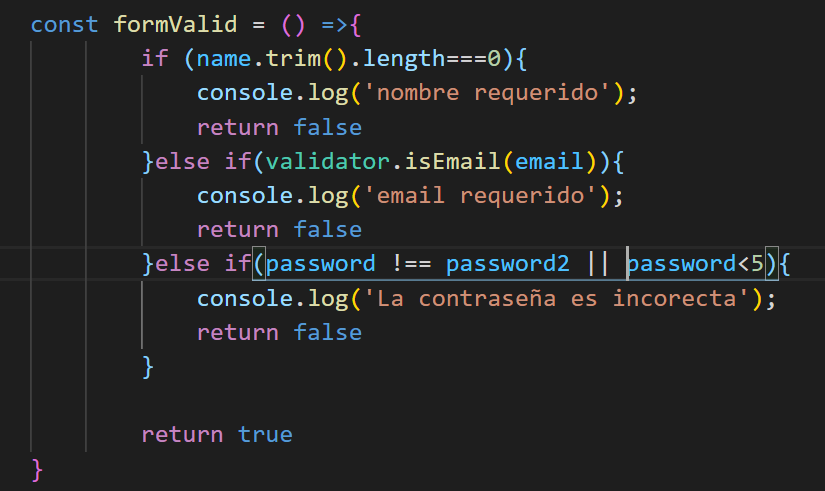 const formValid = () =>{
if (name.trim().length===0){
console.log('nombre requerido');
return false
}else if(validator.isEmail(email)){
console.log('email requerido');
return false
}else if(password !== password2 || password<5){
console.log('La contraseña es incorecta');
return false
}
return true
}